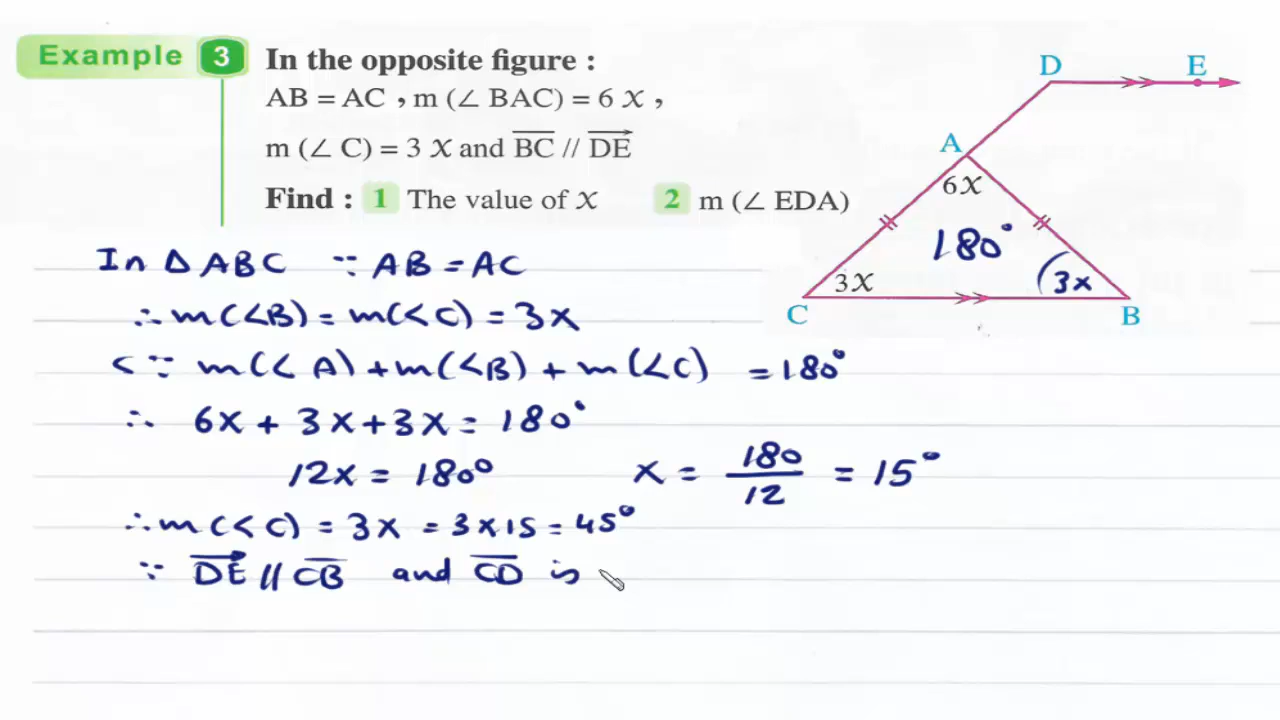 Example 3 In the opposite figure :
AB = AC , m (∠ BAC) = 6 X ,
m (∠ C) = 3 X and BC // DE
Find : 1 The value of X 2 m (∠ EDA)
D E
A
6X
180°
3X (3x
C B
In Δ ABC ∵ AB = AC
∴ m(<B) = m(<C) = 3x
< ∵ m(< A) + m(<B) + m(<C) = 180°
∴ 6x + 3x + 3x = 180°
12x = 180° x = 180/12 = 15°
∴ m(< C) = 3x = 3×15 = 45°
∵ DE // CB and CD is